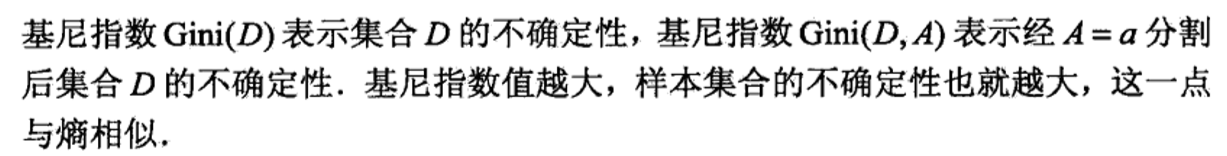 基尼指数 Gini(D) 表示集合 D 的不确定性，基尼指数 Gini(D, A) 表示经 A = a 分割
后集合 D 的不确定性．基尼指数值越大，样本集合的不确定性也就越大，这一点
与熵相似．